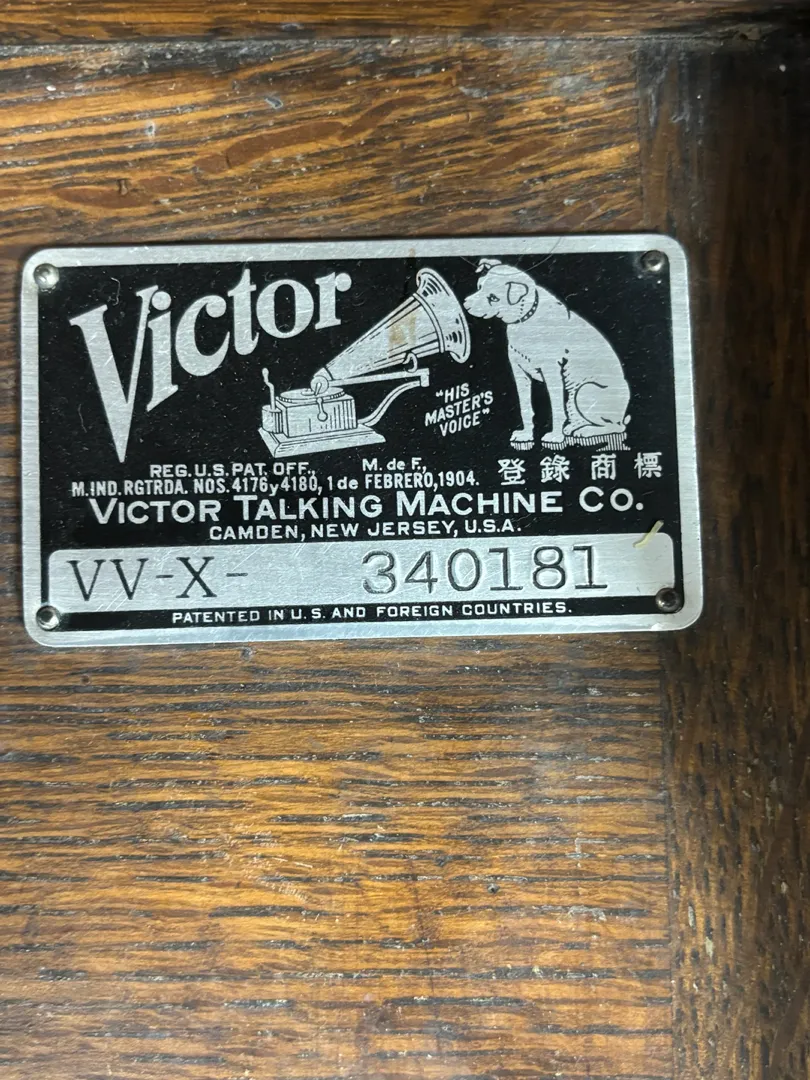 Victor
"HIS
MASTER'S
VOICE"
REG. U.S. PAT. OFF., M. de F.,
M.IND. RGTRDA. NOS. 4176 y 4180, 1 de FEBRERO, 1904.
登錄商標
VICTOR TALKING MACHINE CO.
CAMDEN, NEW JERSEY, U.S.A.
VV-X- 340181
PATENTED IN U.S. AND FOREIGN COUNTRIES.